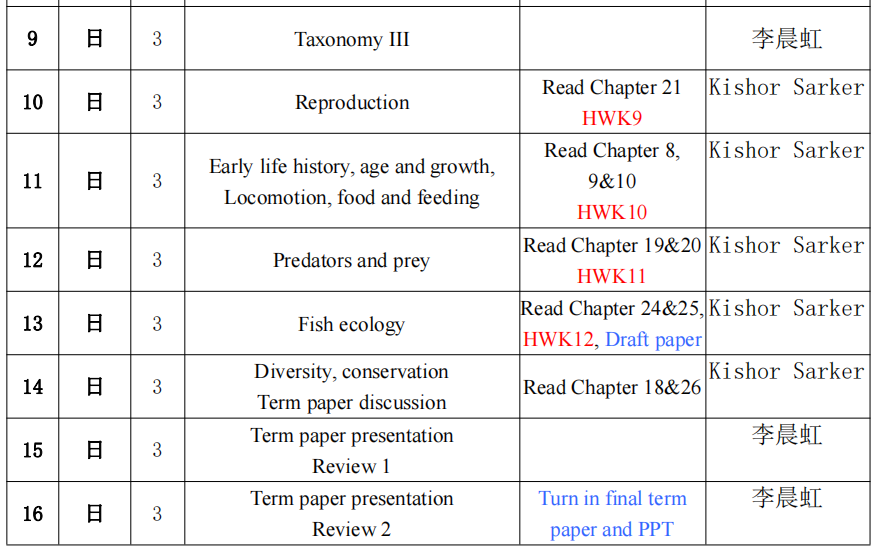 9 日 3 Taxonomy III 李晨虹
10 日 3 Reproduction Read Chapter 21 Kishor Sarker
HWK9
11 日 3 Early life history, age and growth, Read Chapter 8, Kishor Sarker
Locomotion, food and feeding 9&10
HWK10
12 日 3 Predators and prey Read Chapter 19&20 Kishor Sarker
HWK11
13 日 3 Fish ecology Read Chapter 24&25, Kishor Sarker
HWK12, Draft paper
14 日 3 Diversity, conservation Read Chapter 18&26 Kishor Sarker
Term paper discussion
15 日 3 Term paper presentation 李晨虹
Review 1
16 日 3 Term paper presentation Turn in final term 李晨虹
Review 2 paper and PPT